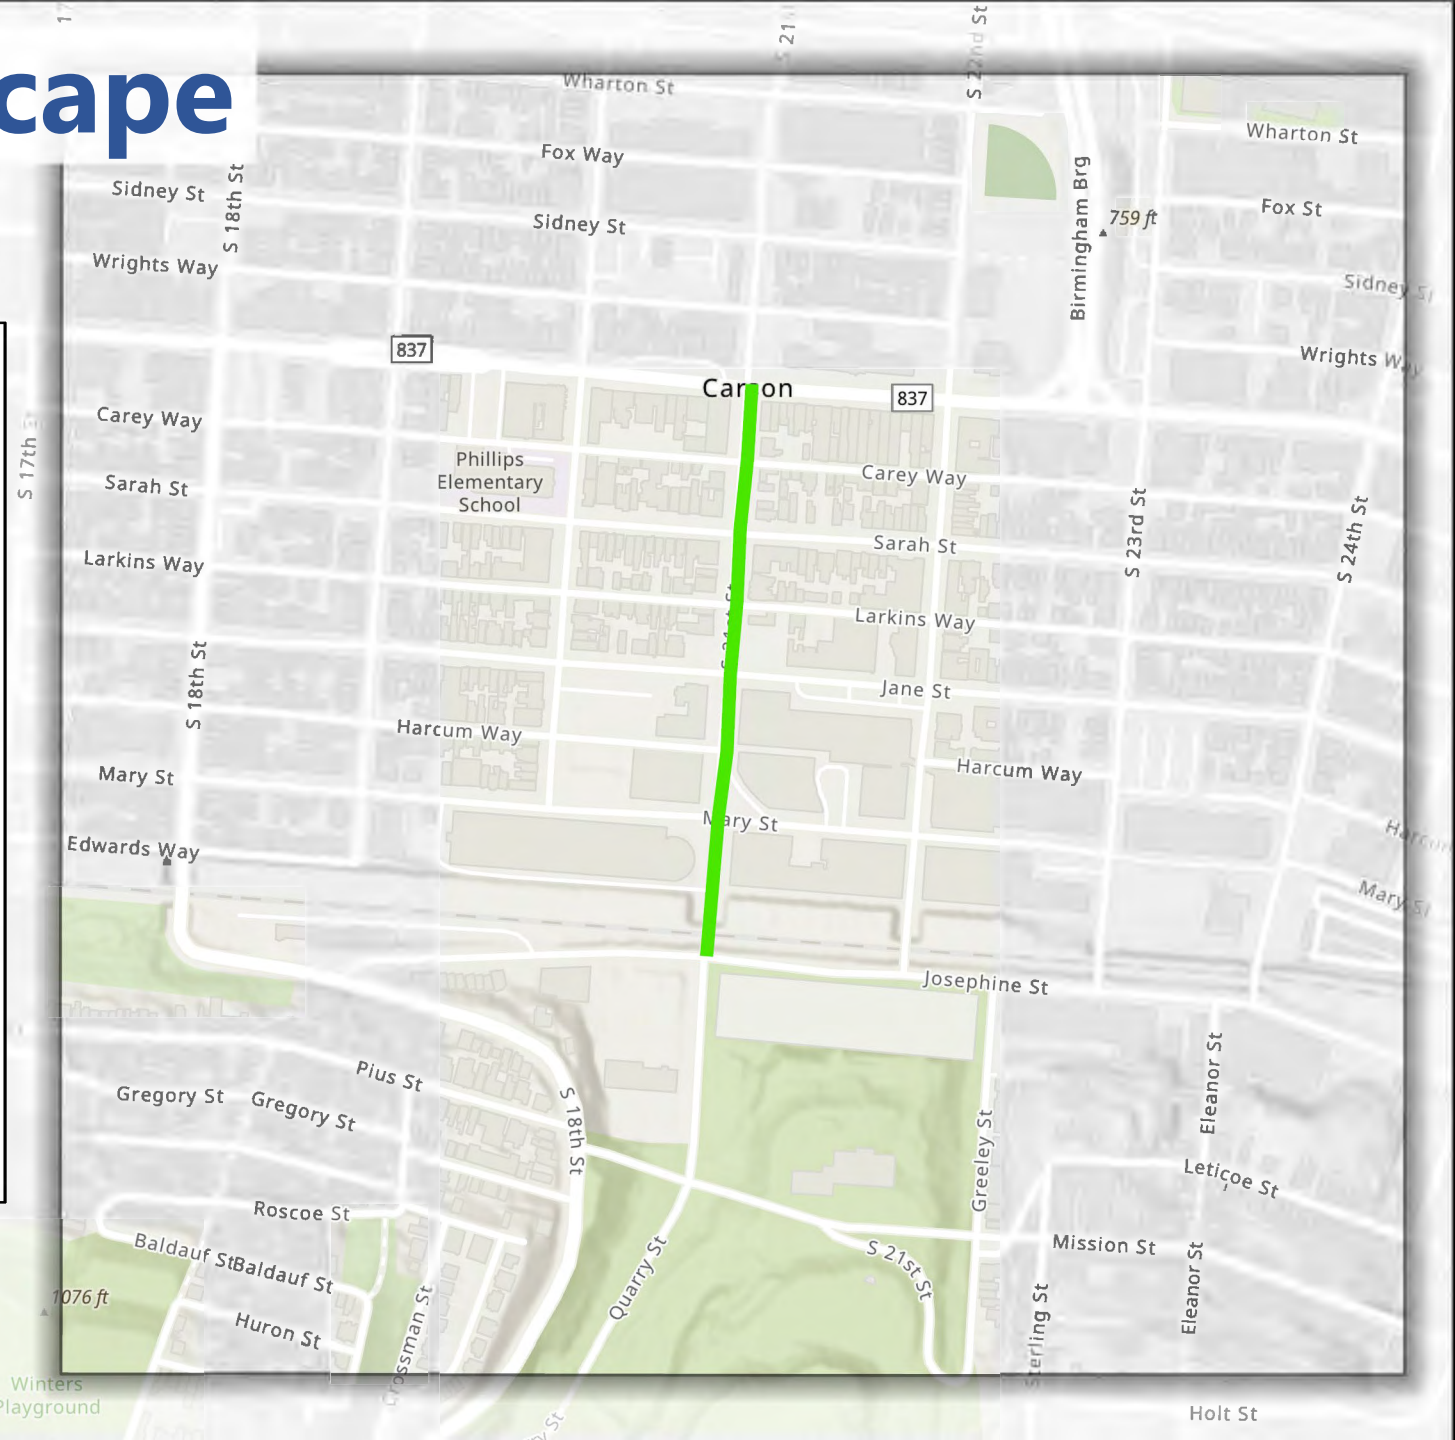 cape
S 22nd St
Wharton St
Wharton St
Fox Way
Sidney St
S 18th St
Sidney St
Birmingham Brg
759 ft
Fox St
Wrights Way
Sidney St
837
Wrights Way
Carson
837
Carey Way
S 17th St
Phillips
Elementary
School
Carey Way
Sarah St
S 23rd St
S 24th St
Sarah St
Larkins Way
S 21st St
Larkins Way
S 18th St
Jane St
Harcum Way
Harcum Way
Mary St
Mary St
Edwards Way
Mary St
Josephine St
Pius St
Eleanor St
Gregory St
Gregory St
S 18th St
Greeley St
Leticoe St
Roscoe St
Baldauf St
Baldauf St
Quarry St
S 21st St
Mission St
Eleanor St
1076 ft
Huron St
Crossman St
Sterling St
Winters
Playground
Holt St